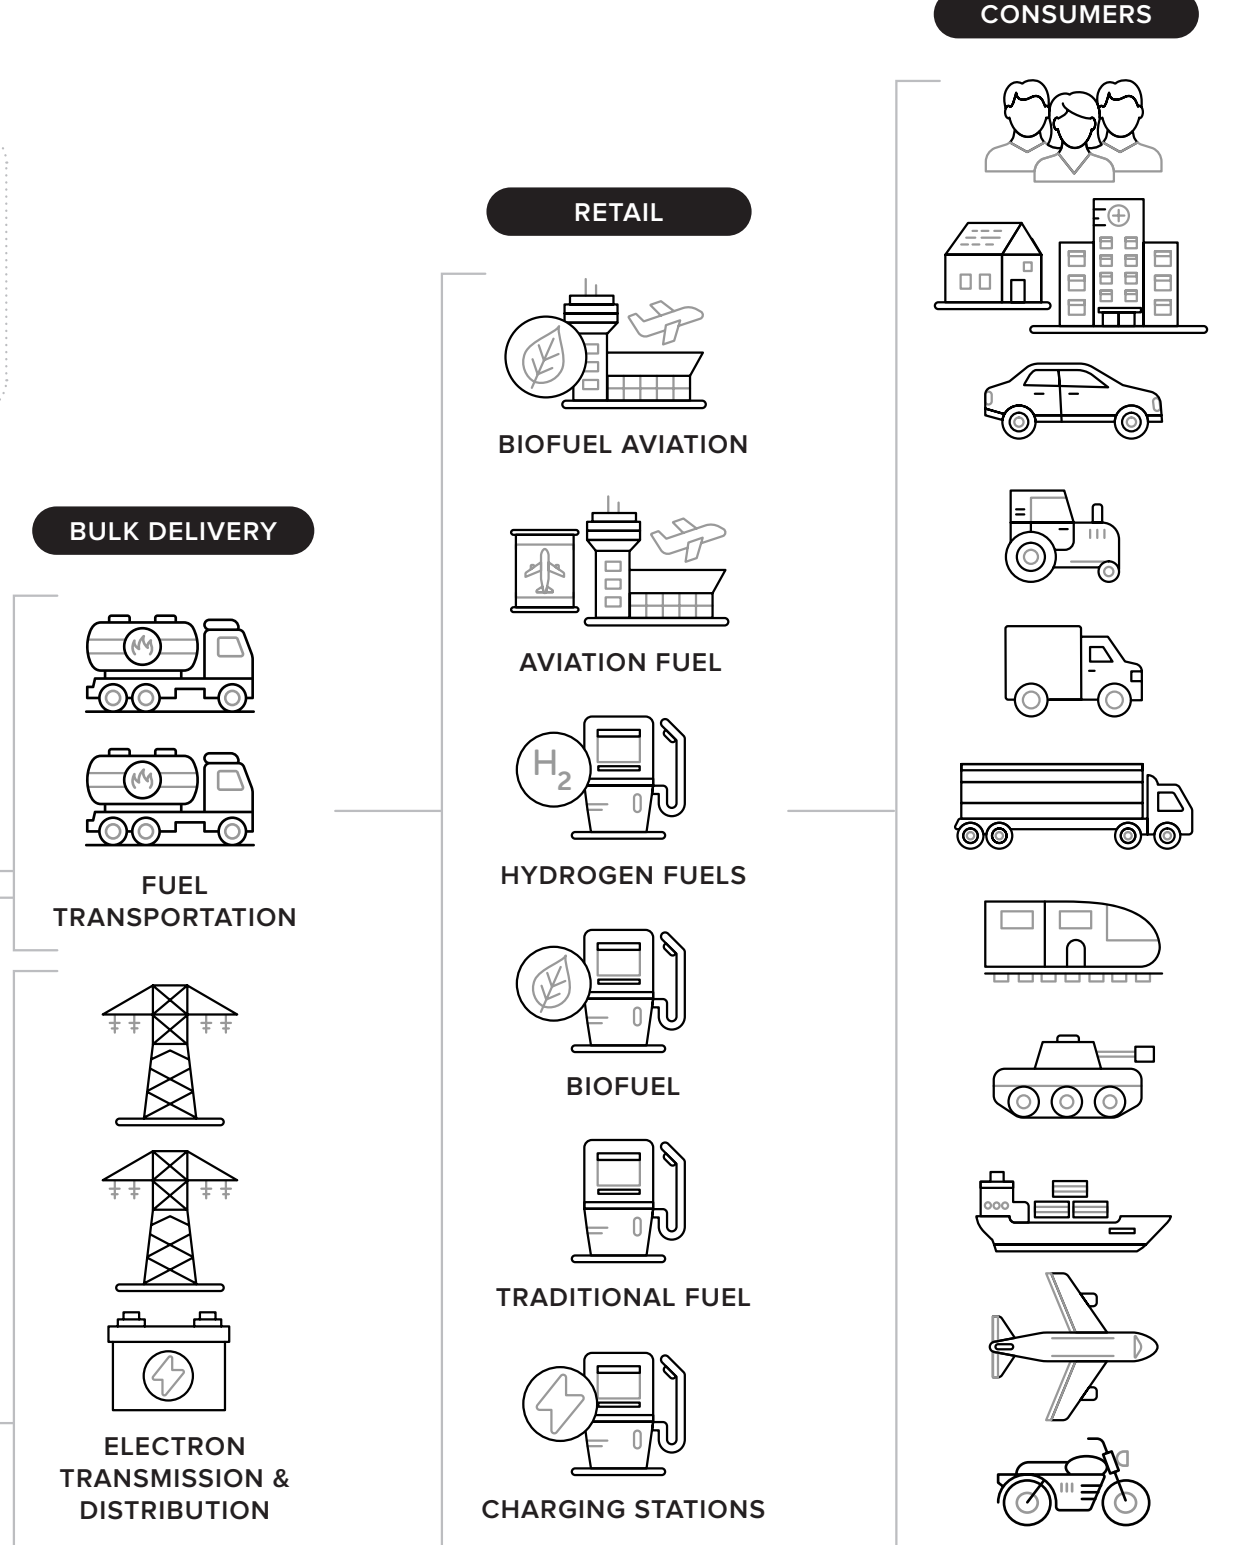 CONSUMERS
RETAIL
BIOFUEL AVIATION
AVIATION FUEL
H2
HYDROGEN FUELS
BIOFUEL
TRADITIONAL FUEL
CHARGING STATIONS
BULK DELIVERY
FUEL
TRANSPORTATION
ELECTRON
TRANSMISSION &
DISTRIBUTION